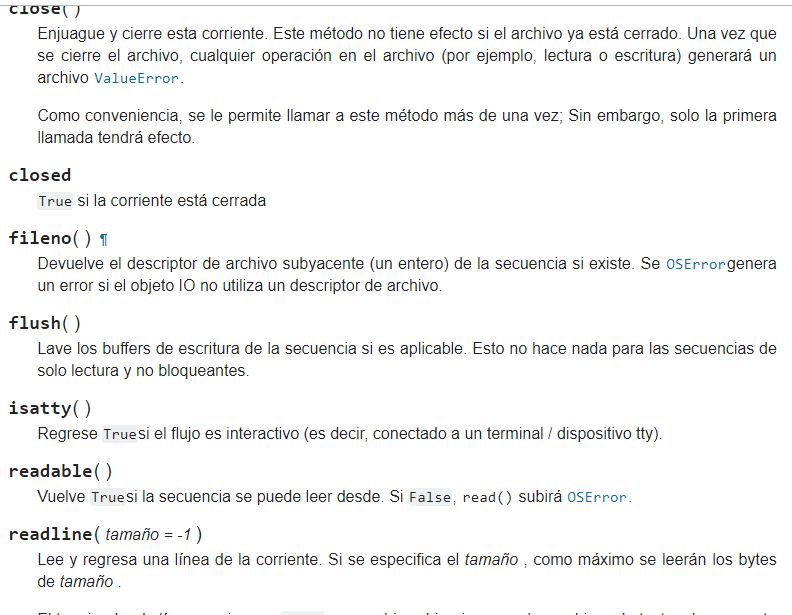 close()
Enjuague y cierre esta corriente. Este método no tiene efecto si el archivo ya está cerrado. Una vez que
se cierre el archivo, cualquier operación en el archivo (por ejemplo, lectura o escritura) generará un
archivo ValueError.
Como conveniencia, se le permite llamar a este método más de una vez; Sin embargo, solo la primera
llamada tendrá efecto.
closed
True si la corriente está cerrada
fileno() ¶
Devuelve el descriptor de archivo subyacente (un entero) de la secuencia si existe. Se OSErrorgenera
un error si el objeto IO no utiliza un descriptor de archivo.
flush()
Lave los buffers de escritura de la secuencia si es aplicable. Esto no hace nada para las secuencias de
solo lectura y no bloqueantes.
isatty()
Regrese Truesi el flujo es interactivo (es decir, conectado a un terminal / dispositivo tty).
readable()
Vuelve Truesi la secuencia se puede leer desde. Si False, read() subirá OSError.
readline( tamaño = -1 )
Lee y regresa una línea de la corriente. Si se especifica el tamaño , como máximo se leerán los bytes
de tamaño .